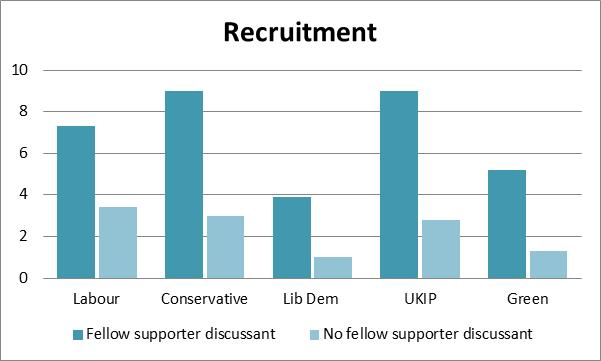 Recruitment
10
8
6
4
2
0
Labour Conservative Lib Dem UKIP Green
Fellow supporter discussant No fellow supporter discussant